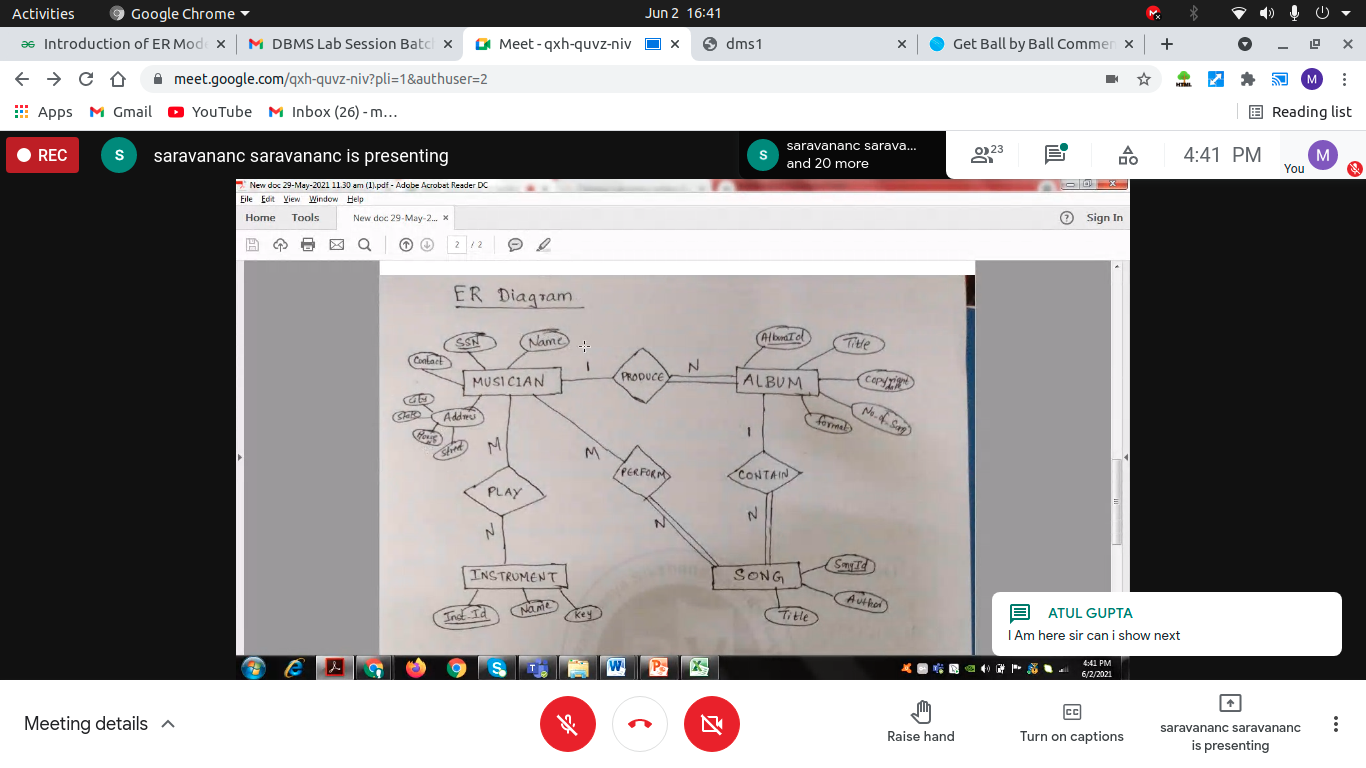 Activities
Google Chrome
Jun 2 16:41
Introduction of ER Mode
DBMS Lab Session Batc
Meet - qxh-quvz-niv
dms1
Get Ball by Ball Commen
meet.google.com/qxh-quvz-niv?pli=1&authuser=2
M
Apps
Gmail
YouTube
Inbox (26) - m…
Reading list
REC
S
saravananc saravananc is presenting
S
saravananc sarava...
and 20 more
23
4:41 PM
You
M
New doc 29-May-2021 11.30 am (1).pdf - Adobe Acrobat Reader DC
File Edit View Window Help
Home
Tools
New doc 29-May-2...
Sign In
2 / 2
ER Diagram
SSN
Name
Contact
MUSICIAN
1
PRODUCE
N
AlbumId
Title
ALBUM
Copyright date
No_of_Song
format
City
State
Address
Street
M
M
1
PLAY
PERFORM
CONTAIN
N
N
N
INSTRUMENT
Inst_Id
Name
Key
SONG
SongId
Author
Title
ATUL GUPTA
I Am here sir can i show next
4:41 PM
6/2/2021
Meeting details
Raise hand
Turn on captions
saravananc saravananc
is presenting